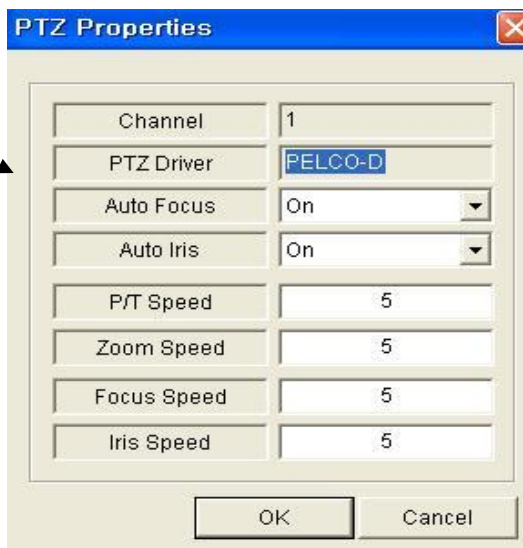 PTZ Properties
Channel 1
PTZ Driver PELCO-D
Auto Focus On
Auto Iris On
P/T Speed 5
Zoom Speed 5
Focus Speed 5
Iris Speed 5
OK Cancel